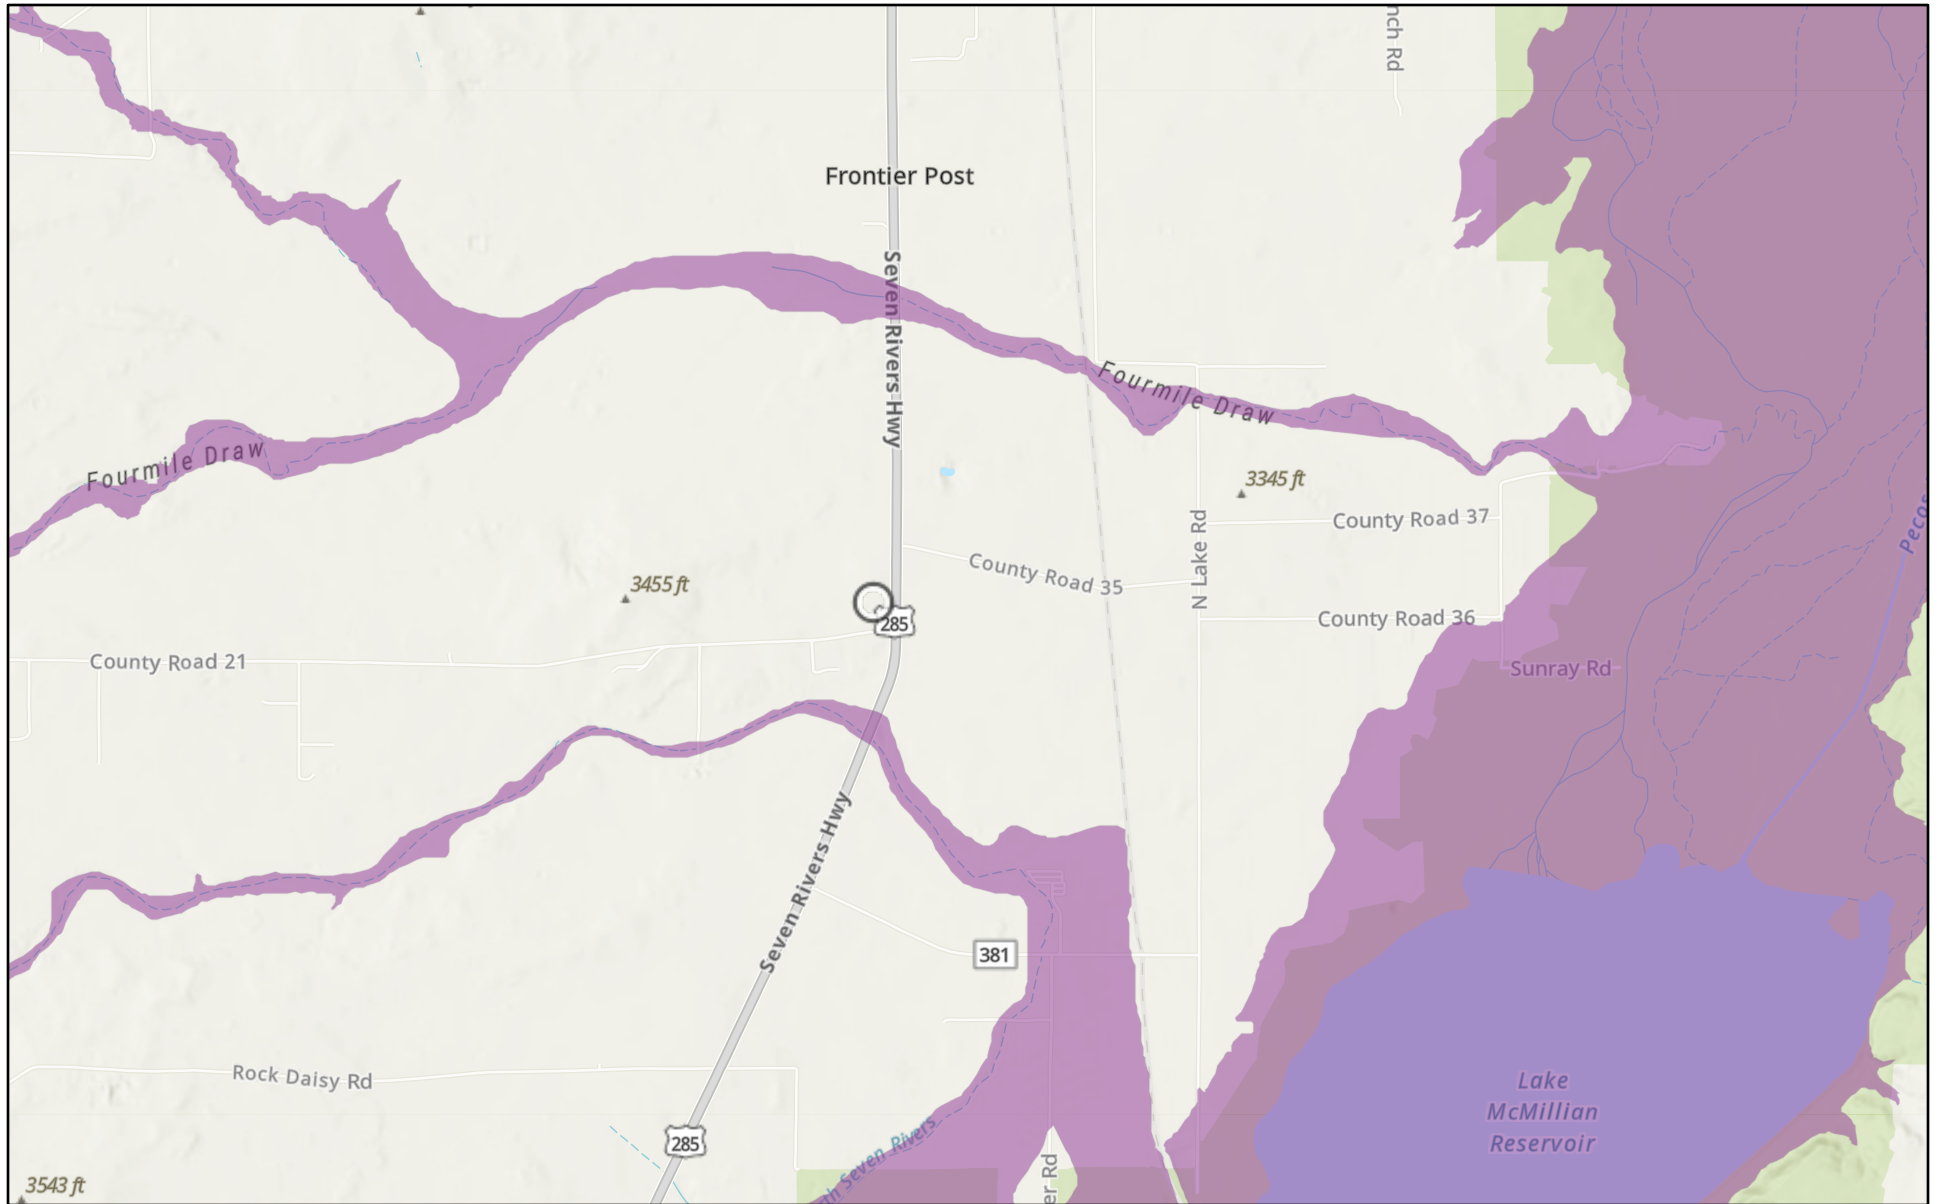 nch Rd
Frontier Post
Seven Rivers Hwy
Fourmile Draw
Fourmile Draw
3345 ft
County Road 37
N Lake Rd
Pecos
County Road 35
3455 ft
285
County Road 36
County Road 21
Sunray Rd
Seven Rivers Hwy
381
Rock Daisy Rd
Lake
McMillian
Reservoir
285
th Seven Rivers
er Rd
3543 ft